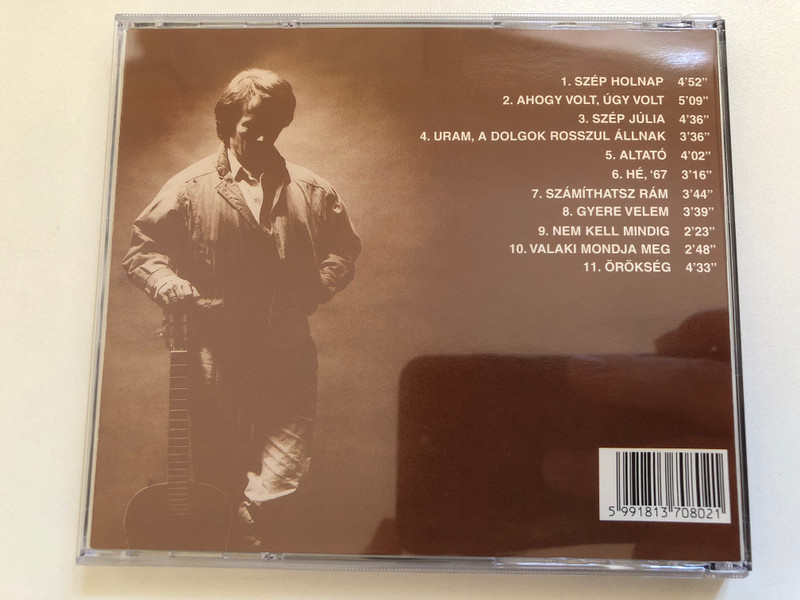 1. SZÉP HOLNAP 4'52"
2. AHOGY VOLT, ÚGY VOLT 5'09"
3. SZÉP JÚLIA 4'36"
4. URAM, A DOLGOK ROSSZUL ÁLLNAK 3'36"
5. ALTATÓ 4'02"
6. HÉ, '67 3'16"
7. SZÁMÍTHATSZ RÁM 3'44"
8. GYERE VELEM 3'39"
9. NEM KELL MINDIG 2'23"
10. VALAKI MONDJA MEG 2'48"
11. ÖRÖKSÉG 4'33"
5 991813 708021